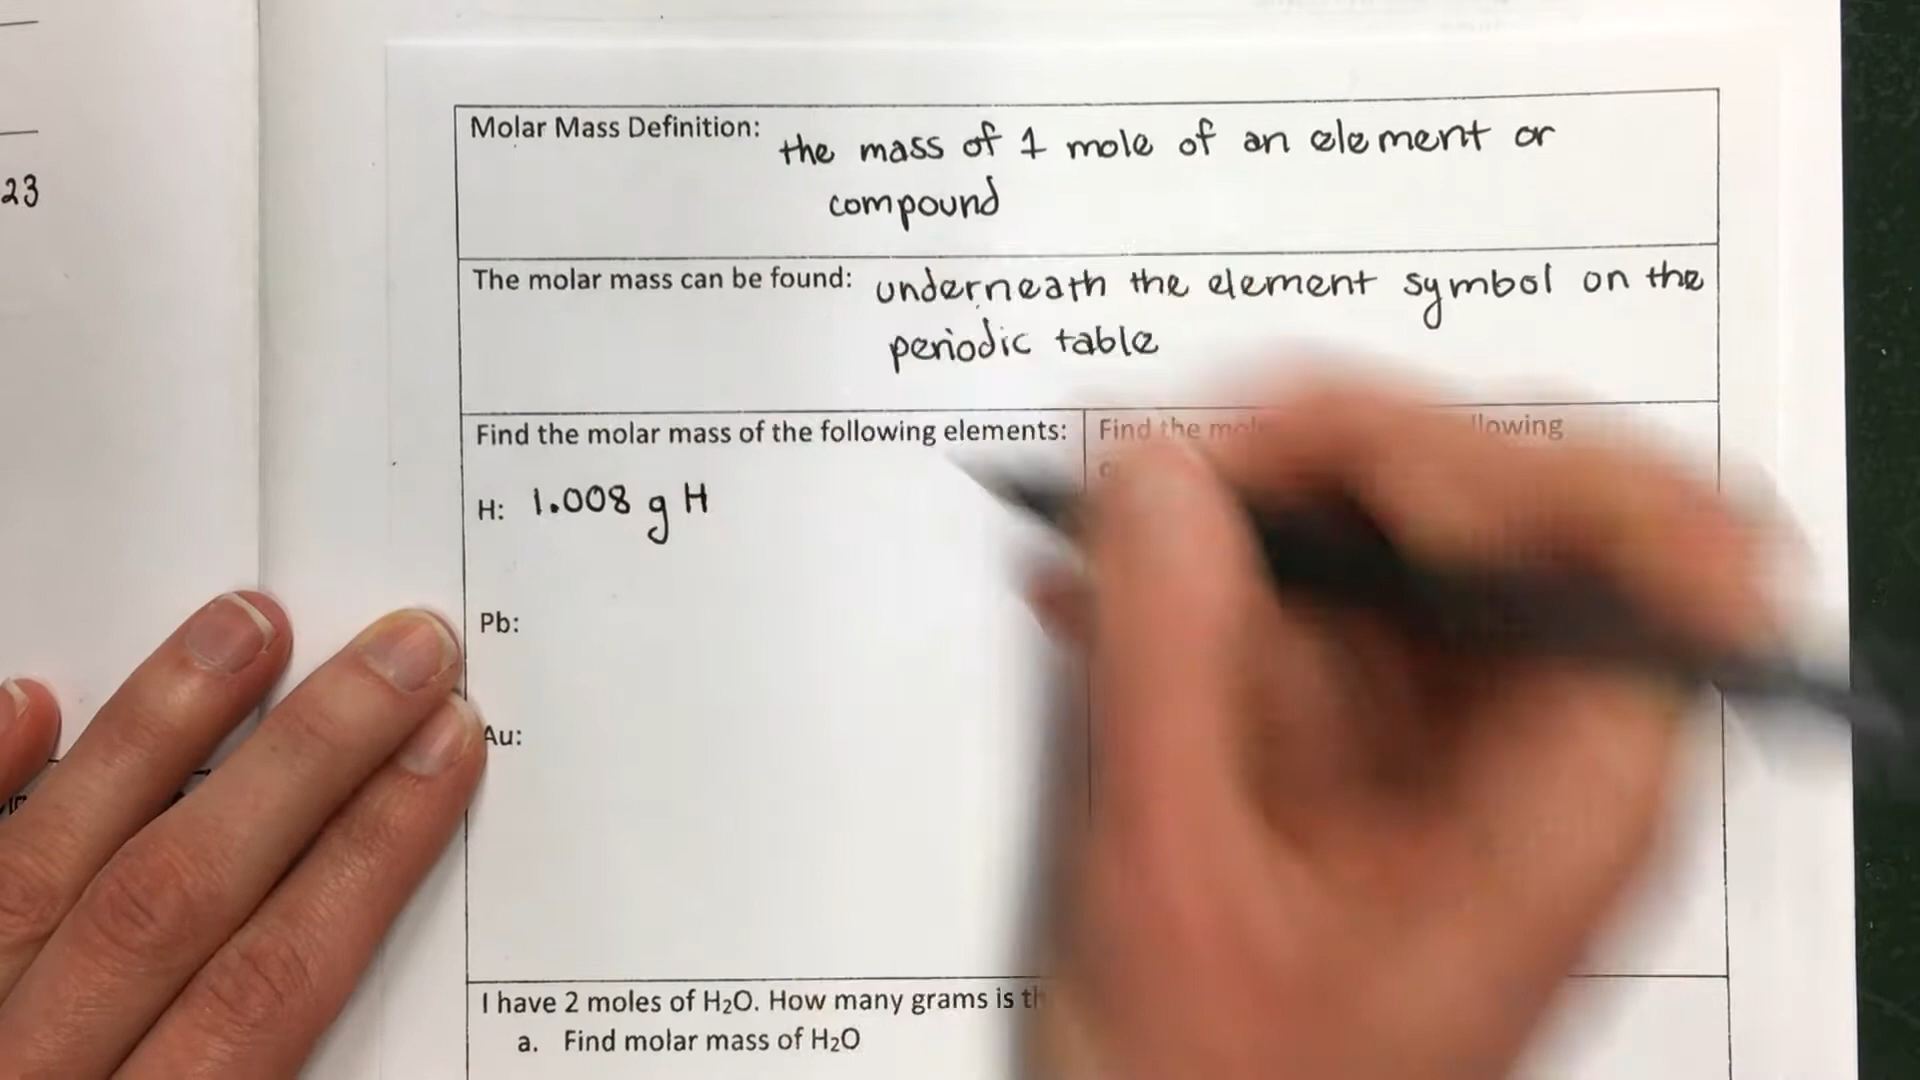 23
Molar Mass Definition: the mass of 1 mole of an element or
compound
The molar mass can be found: underneath the element symbol on the
periodic table
Find the molar mass of the following elements:
Find the
H: 1.008 g H
Pb:
Au:
I have 2 moles of H₂O. How many grams is
a. Find molar mass of H₂O